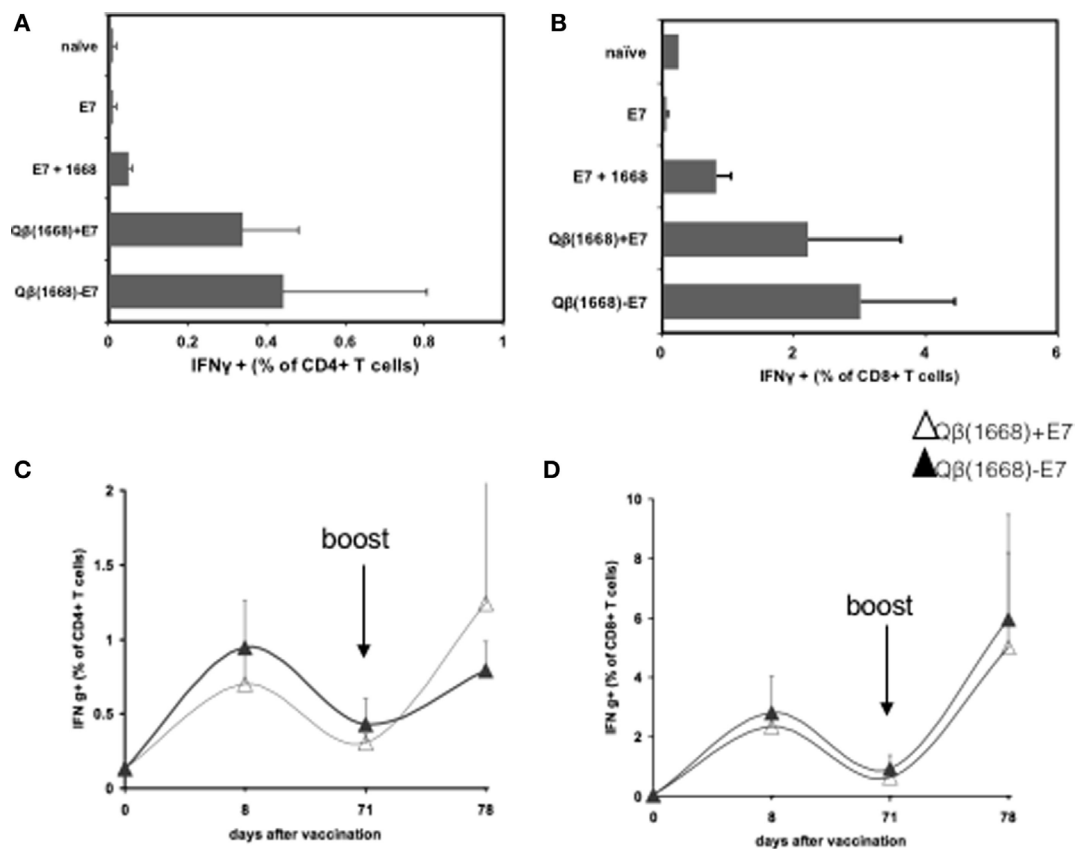 A
naïve
E7
E7 + 1668
Qβ(1668)+E7
Qβ(1668)-E7
0 0.2 0.4 0.6 0.8 1
IFNγ + (% of CD4+ T cells)
B
naïve
E7
E7 + 1668
Qβ(1668)+E7
Qβ(1668)-E7
0 2 4 6
IFNγ + (% of CD8+ T cells)
Qβ(1668)+E7
Qβ(1668)-E7
C
IFN g+ (% of CD4+ T cells)
2
1.5
1
0.5
0
boost
0 8 71 78
days after vaccination
D
IFN g+ (% of CD8+ T cells)
10
8
6
4
2
0
boost
0 8 71 78
days after vaccination